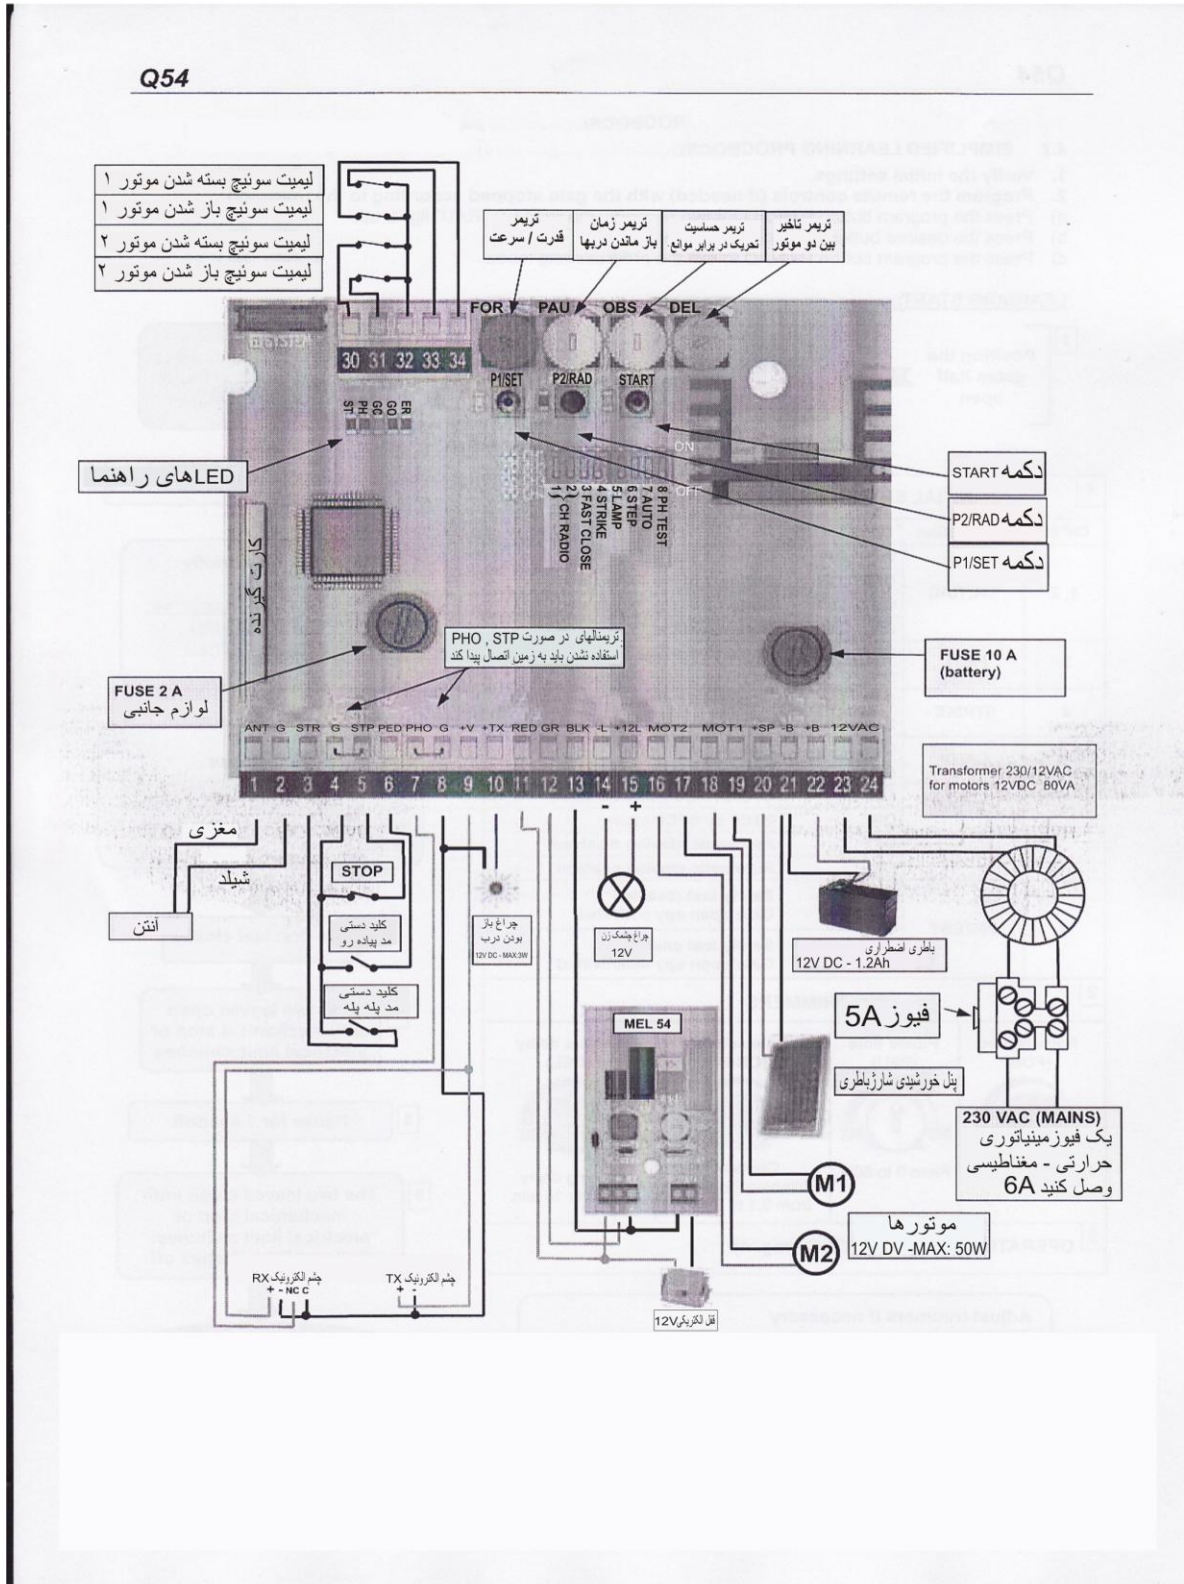 Q54
لیمیت سوئیچ بسته شدن موتور ۱
لیمیت سوئیچ باز شدن موتور ۱
لیمیت سوئیچ بسته شدن موتور ۲
لیمیت سوئیچ باز شدن موتور ۲
تریمر
قدرت / سرعت
تریمر زمان
باز ماندن دربها
تریمر حساسیت
تحریک در برابر موانع
تریمر تاخیر
بین دو موتور
FOR PAU OBS DEL
30 31 32 33 34
P1/SET P2/RAD START
ST PH GC GO ER
ON
OFF
1 } CH RADIO
2 }
3 FAST CLOSE
4 STRIKE
5 LAMP
6 STEP
7 AUTO
8 PH TEST
LEDهای راهنما
دکمه START
دکمه P2/RAD
دکمه P1/SET
کارت گیرنده
تریمنالهای PHO , STP در صورت
استفاده نشدن باید به زمین اتصال پیدا کند
FUSE 2 A
لوازم جانبی
FUSE 10 A
(battery)
ANT G STR G STP PED PHO G +V +TX RED GR BLK -L +12L MOT2 MOT1 +SP -B +B 12VAC
1 2 3 4 5 6 7 8 9 10 11 12 13 14 15 16 17 18 19 20 21 22 23 24
Transformer 230/12VAC
for motors 12VDC 80VA
- +
مغزی
شیلد
آنتن
STOP
کلید دستی
مد پیاده رو
کلید دستی
مد پله پله
چراغ باز
بودن درب
12V DC - MAX:3W
چراغ چشمک زن
12V
باطری اضطراری
12V DC - 1.2Ah
MEL 54
فیوز 5A
پنل خورشیدی شارژباطری
230 VAC (MAINS)
یک فیوزمینیاتوری
حرارتی - مغناطیسی
6A وصل کنید
M1
M2
موتورها
12V DV -MAX: 50W
چشم الکترونیک RX
+ - NC C
چشم الکترونیک TX
+ -
قفل الکتریکی12V